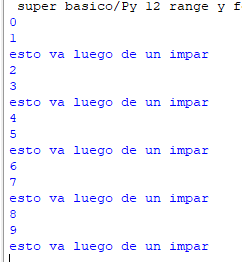 super basico/Py 12 range y f
0
1
esto va luego de un impar
2
3
esto va luego de un impar
4
5
esto va luego de un impar
6
7
esto va luego de un impar
8
9
esto va luego de un impar